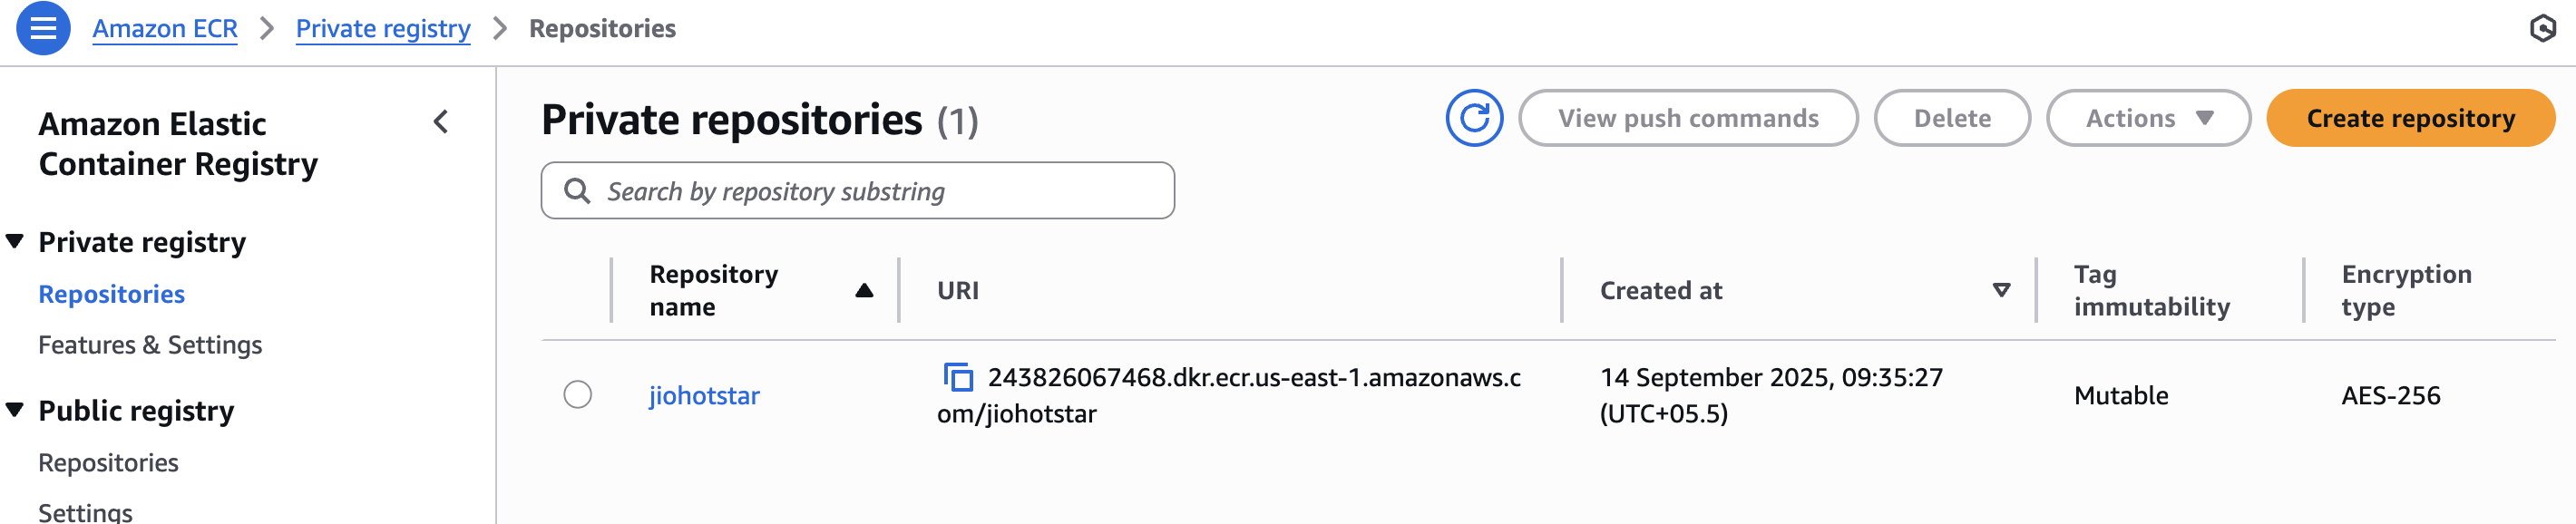 Amazon ECR > Private registry > Repositories
Amazon Elastic
Container Registry
Private registry
Repositories
Features & Settings
Public registry
Repositories
Settings
Private repositories (1)
View push commands
Delete
Actions
Create repository
Search by repository substring
Repository
name
URI
Created at
Tag
immutability
Encryption
type
jiohotstar
243826067468.dkr.ecr.us-east-1.amazonaws.c
om/jiohotstar
14 September 2025, 09:35:27
(UTC+05.5)
Mutable
AES-256